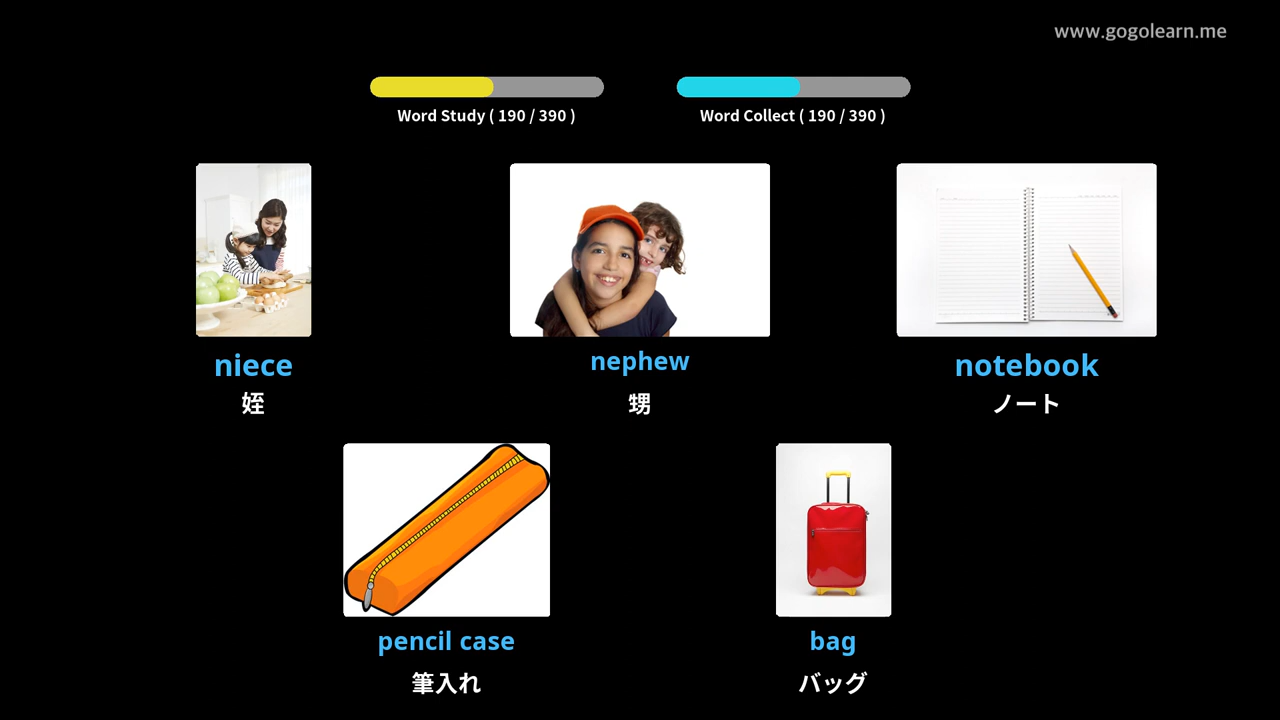 www.gogolearn.me
Word Study ( 190 / 390 )
Word Collect ( 190 / 390 )
niece
姪
nephew
甥
notebook
ノート
pencil case
筆入れ
bag
バッグ